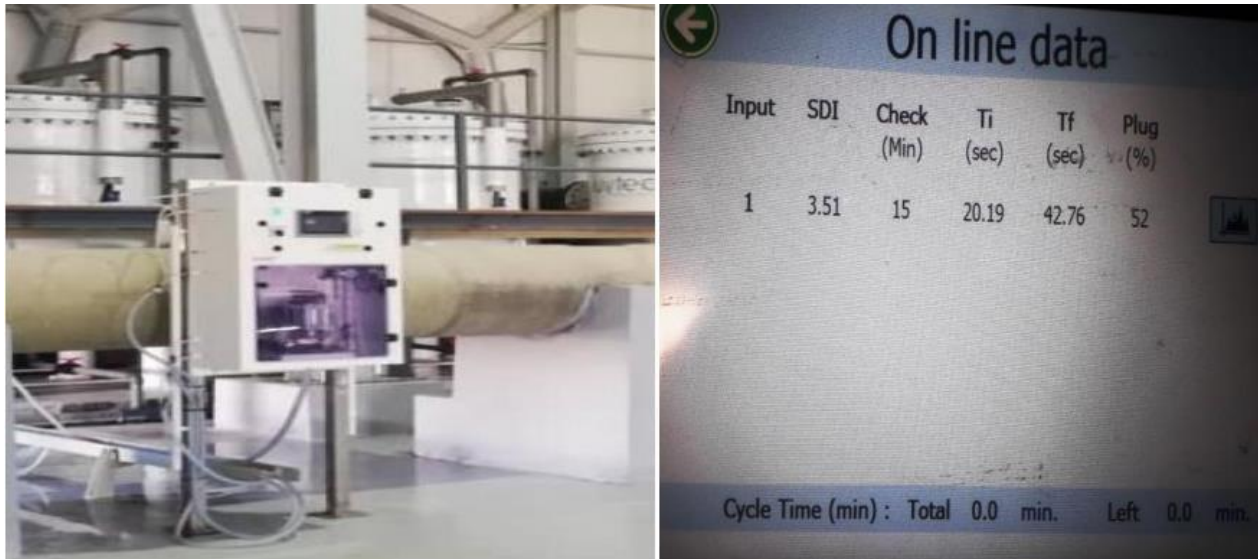 On line data
Input SDI Check (Min) Ti (sec) Tf (sec) Plug (%)
1 3.51 15 20.19 42.76 52
Cycle Time (min) : Total 0.0 min. Left 0.0 min.